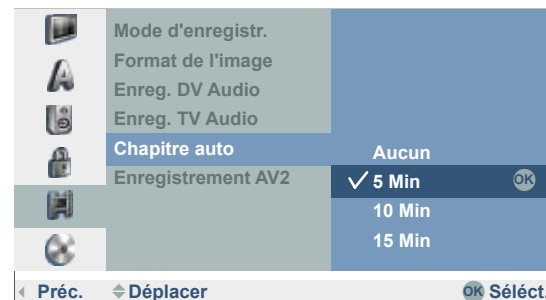 Mode d'enregistr.
Format de l'image
Enreg. DV Audio
Enreg. TV Audio
Chapitre auto
Enregistrement AV2
Aucun
5 Min OK
10 Min
15 Min
Préc. Déplacer OK Séléct.